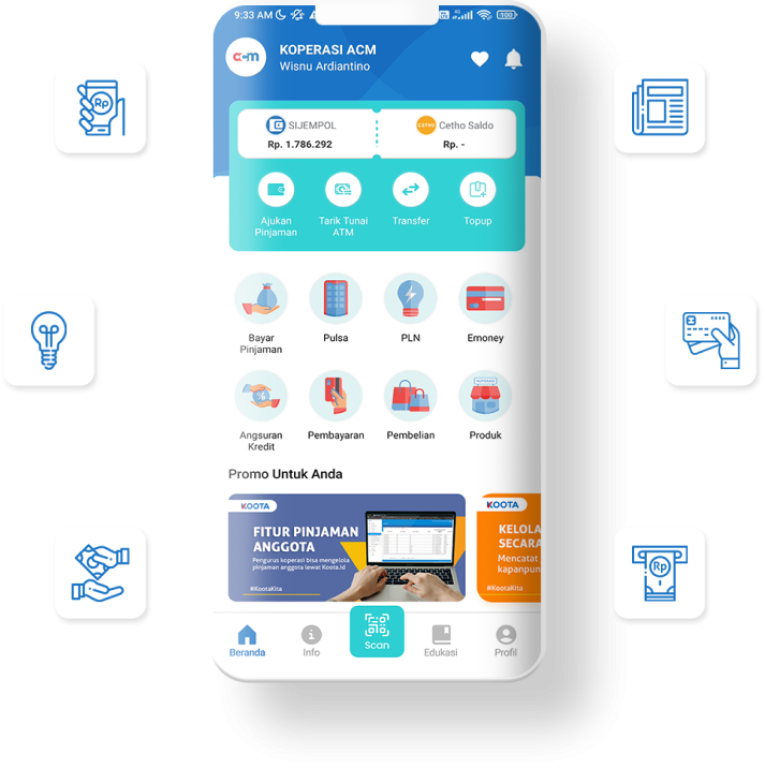 9:33 AM
100
acm
KOPERASI ACM
Wisnu Ardiantino
SIJEMPOL
Cetho Saldo
Rp. 1.786.292
Rp. -
Ajukan
Pinjaman
Tarik Tunai
ATM
Transfer
Topup
Bayar
Pinjaman
Pulsa
PLN
Emoney
Angsuran
Kredit
Pembayaran
Pembelian
Produk
Promo Untuk Anda
KOOTA
FITUR PINJAMAN
ANGGOTA
Pengurus koperasi bisa mengelola
pinjaman anggota lewat Koota.id
#KootaKita
KOOTA
KELOLA
SECARA
Mencatat
kapanpun
#KootaKita
Scan
Beranda
Info
Edukasi
Profil
Rp
Rp